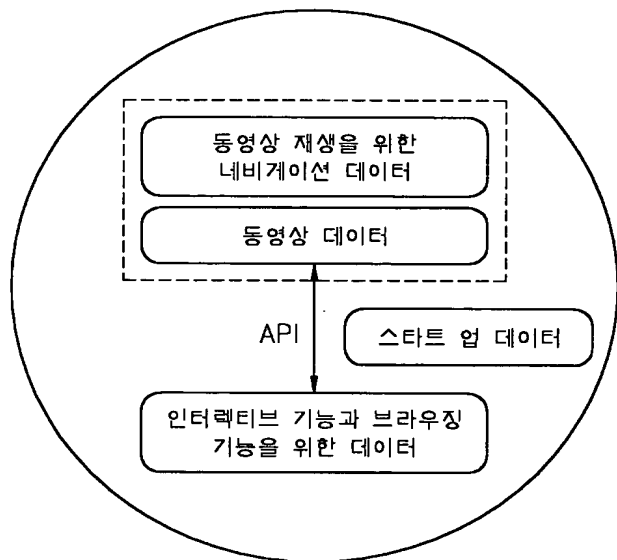 동영상 재생을 위한
네비게이션 데이터
동영상 데이터
API
스타트 업 데이터
인터렉티브 기능과 브라우징
기능을 위한 데이터